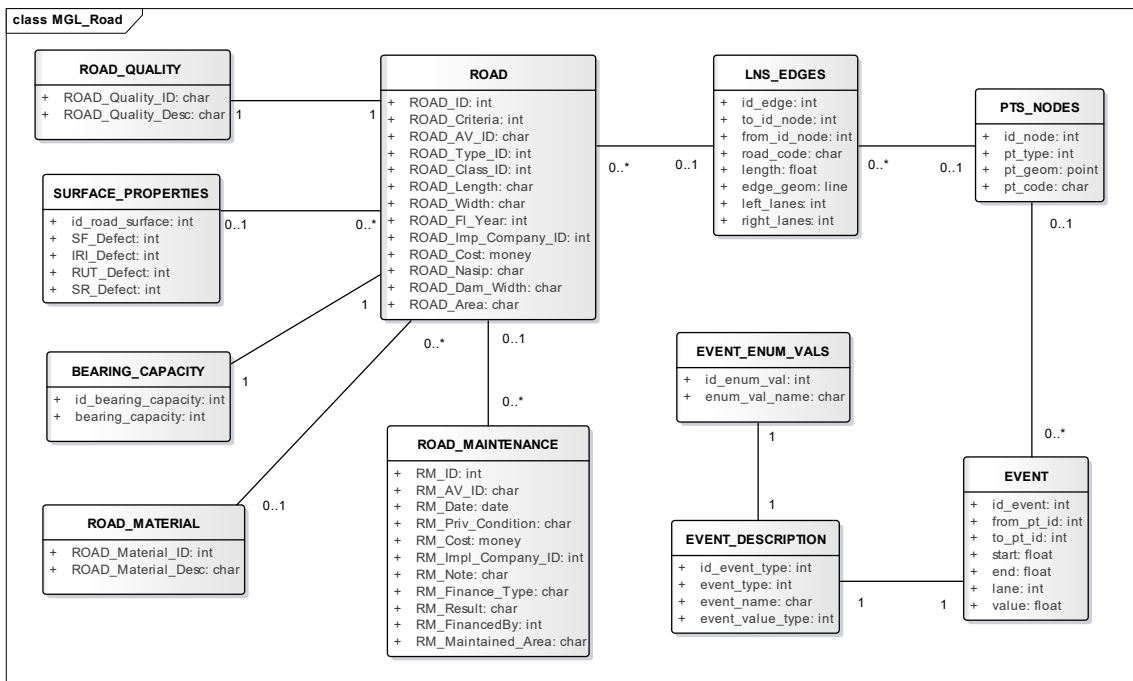 class MGL_Road
ROAD_QUALITY
+ ROAD_Quality_ID: char
+ ROAD_Quality_Desc: char
1
1
SURFACE_PROPERTIES
+ id_road_surface: int
+ SF_Defect: int
+ IRI_Defect: int
+ RUT_Defect: int
+ SR_Defect: int
0..1
0..*
BEARING_CAPACITY
+ id_bearing_capacity: int
+ bearing_capacity: int
1
1
ROAD_MATERIAL
+ ROAD_Material_ID: int
+ ROAD_Material_Desc: char
0..1
0..*
ROAD
+ ROAD_ID: int
+ ROAD_Criteria: int
+ ROAD_AV_ID: char
+ ROAD_Type_ID: int
+ ROAD_Class_ID: int
+ ROAD_Length: char
+ ROAD_Width: char
+ ROAD_FI_Year: int
+ ROAD_Imp_Company_ID: int
+ ROAD_Cost: money
+ ROAD_Nasip: char
+ ROAD_Dam_Width: char
+ ROAD_Area: char
0..1
0..*
ROAD_MAINTENANCE
+ RM_ID: int
+ RM_AV_ID: char
+ RM_Date: date
+ RM_Priv_Condition: char
+ RM_Cost: money
+ RM_Impl_Company_ID: int
+ RM_Note: char
+ RM_Finance_Type: char
+ RM_Result: char
+ RM_FinancedBy: int
+ RM_Maintained_Area: char
0..*
0..1
LNS_EDGES
+ id_edge: int
+ to_id_node: int
+ from_id_node: int
+ road_code: char
+ length: float
+ edge_geom: line
+ left_lanes: int
+ right_lanes: int
0..*
0..1
PTS_NODES
+ id_node: int
+ pt_type: int
+ pt_geom: point
+ pt_code: char
0..1
0..*
EVENT_ENUM_VALS
+ id_enum_val: int
+ enum_val_name: char
1
1
EVENT_DESCRIPTION
+ id_event_type: int
+ event_type: int
+ event_name: char
+ event_value_type: int
1
1
EVENT
+ id_event: int
+ from_pt_id: int
+ to_pt_id: int
+ start: float
+ end: float
+ lane: int
+ value: float